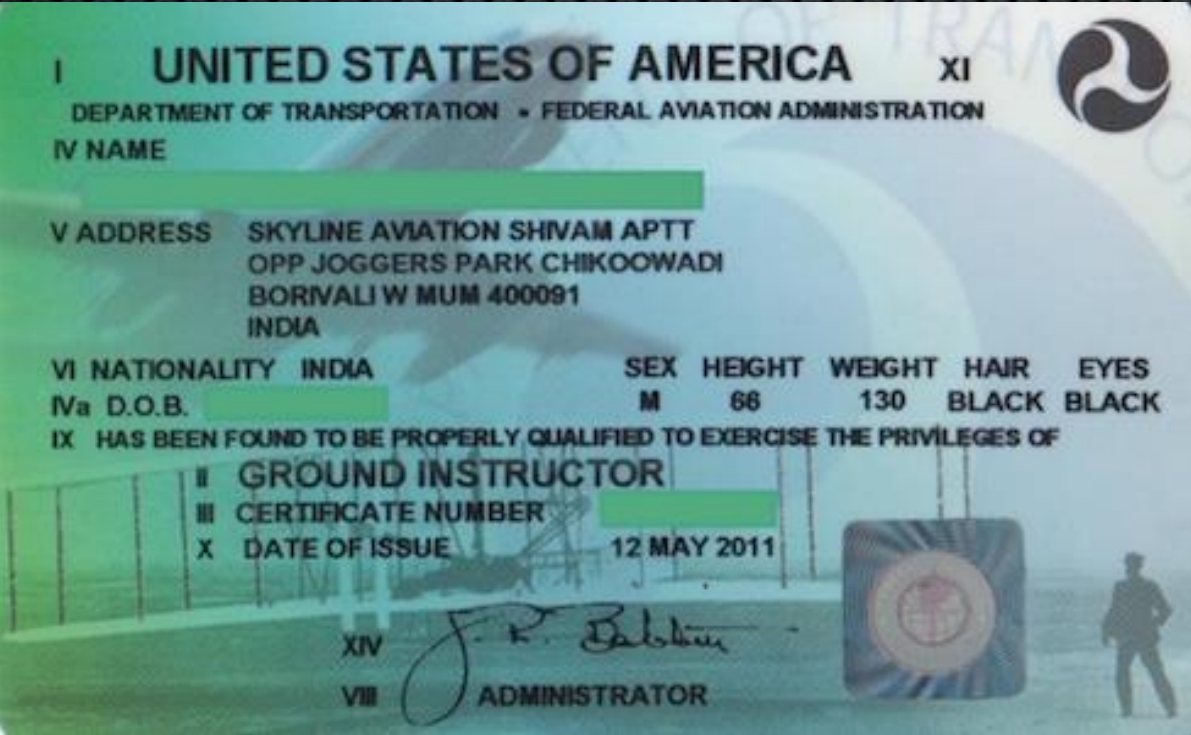 I UNITED STATES OF AMERICA XI
DEPARTMENT OF TRANSPORTATION • FEDERAL AVIATION ADMINISTRATION
IV NAME
V ADDRESS SKYLINE AVIATION SHIVAM APTT
OPP JOGGERS PARK CHIKOOWADI
BORIVALI W MUM 400091
INDIA
VI NATIONALITY INDIA SEX HEIGHT WEIGHT HAIR EYES
IVa D.O.B. M 66 130 BLACK BLACK
IX HAS BEEN FOUND TO BE PROPERLY QUALIFIED TO EXERCISE THE PRIVILEGES OF
II GROUND INSTRUCTOR
III CERTIFICATE NUMBER
X DATE OF ISSUE 12 MAY 2011
XIV
VIII ADMINISTRATOR